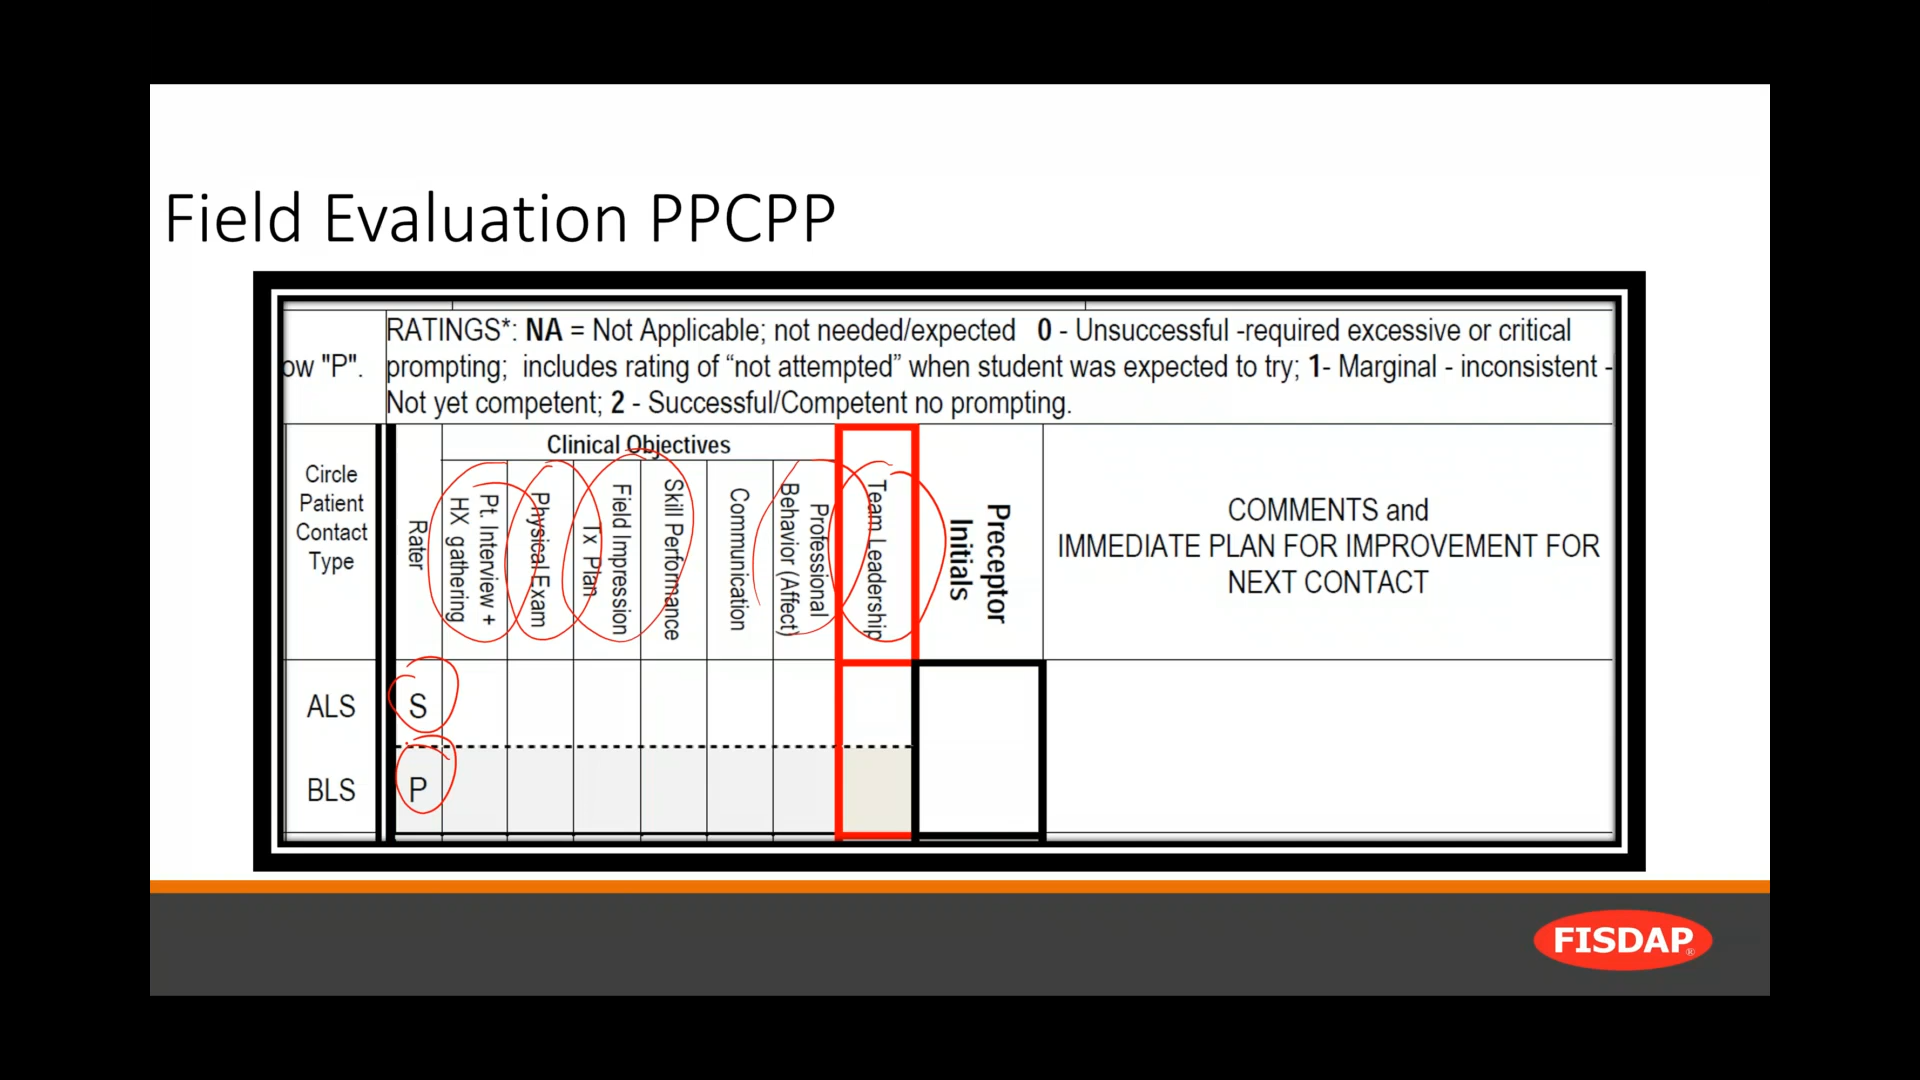 Field Evaluation PPCPP
RATINGS*: NA = Not Applicable; not needed/expected 0 - Unsuccessful -required excessive or critical
ow "P". prompting; includes rating of “not attempted” when student was expected to try; 1- Marginal - inconsistent -
Not yet competent; 2 - Successful/Competent no prompting.
Circle
Patient
Contact
Type
Rater
Clinical Objectives
Pt. Interview +
HX gathering
Physical Exam
Field Impression
Tx Plan
Skill Performance
Communication
Professional
Behavior (Affect)
Team Leadership
Preceptor
Initials
COMMENTS and
IMMEDIATE PLAN FOR IMPROVEMENT FOR
NEXT CONTACT
ALS S
BLS P
FISDAP®